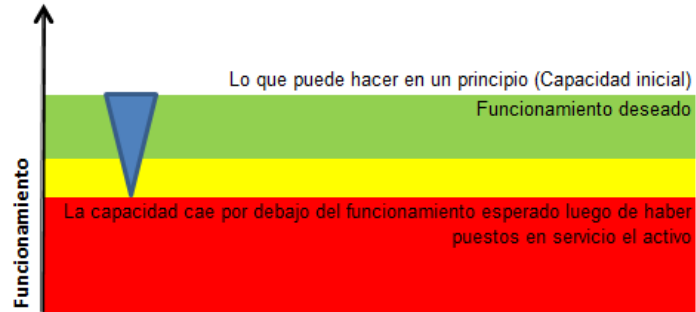 Lo que puede hacer en un principio (Capacidad inicial)
Funcionamiento deseado
La capacidad cae por debajo del funcionamiento esperado luego de haber
puestos en servicio el activo
Funcionamiento